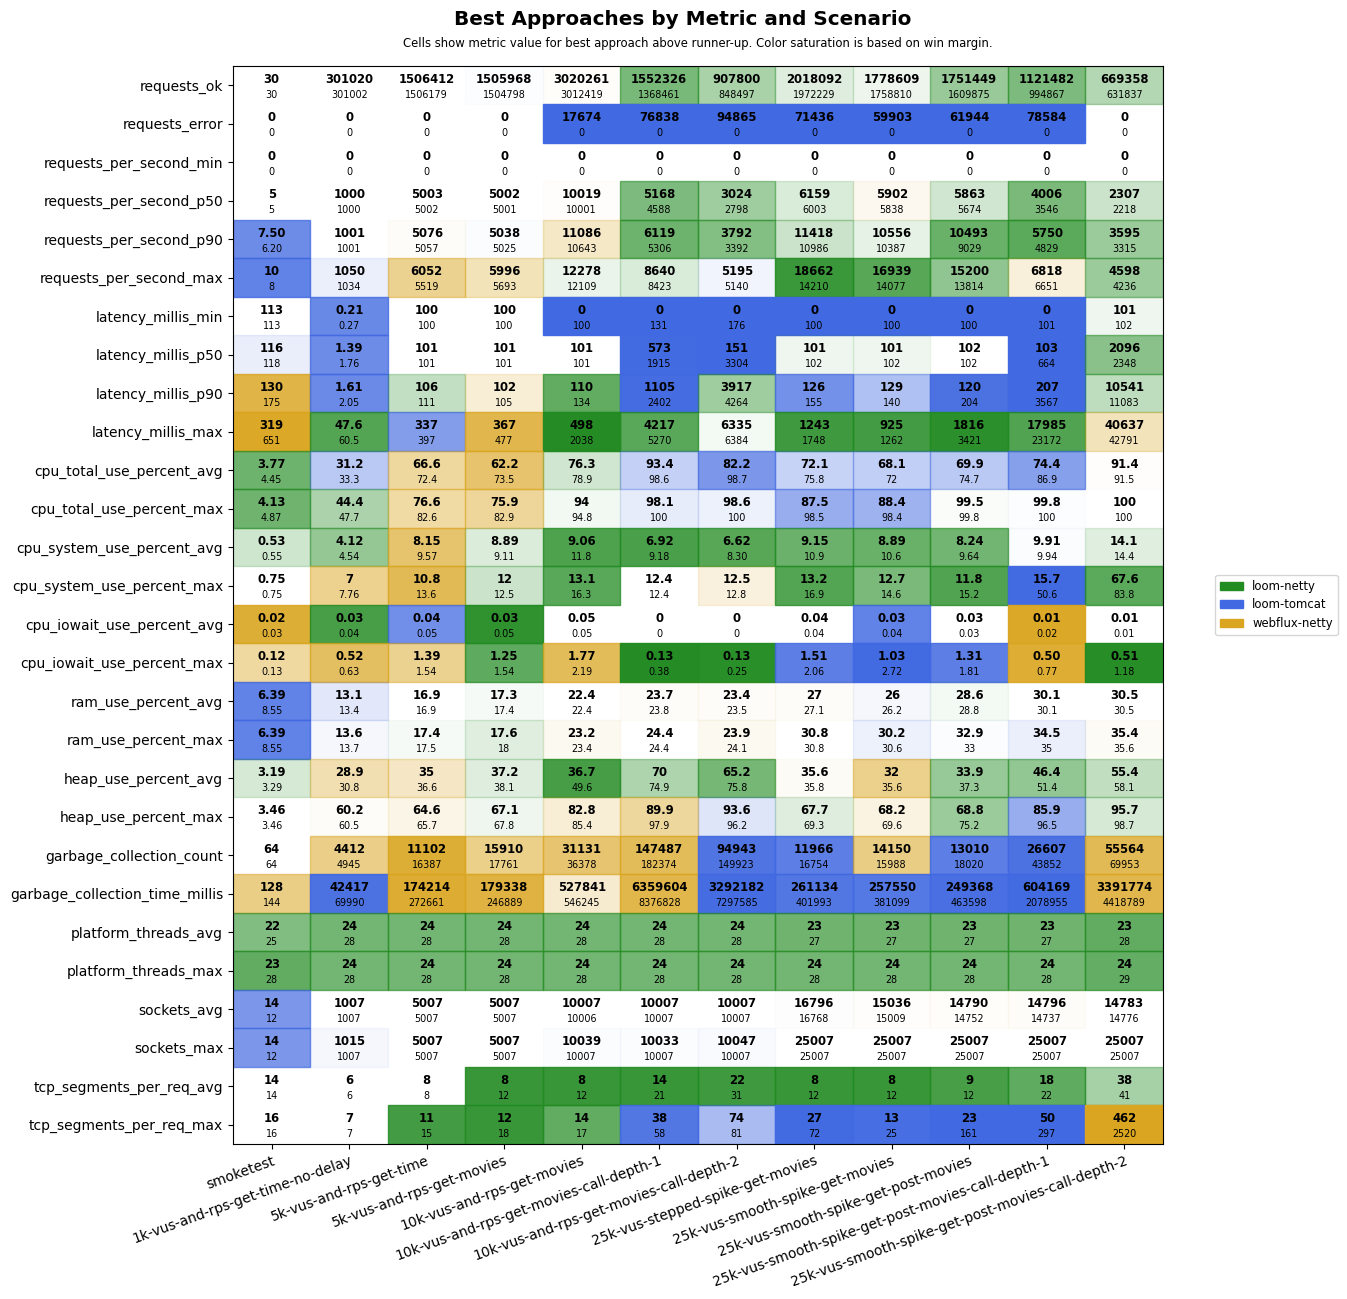 Best Approaches by Metric and Scenario
Cells show metric value for best approach above runner-up. Color saturation is based on win margin.
requests_ok
30 301020 1506412 1505968 3020261 1552326 907800 2018092 1778609 1751449 1121482 669358
30 301002 1506179 1504798 3012419 1368461 848497 1972229 1758810 1609875 994867 631837
requests_error
0 0 0 0 17674 76838 94865 71436 59903 61944 78584 0
0 0 0 0 0 0 0 0 0 0 0 0
requests_per_second_min
0 0 0 0 0 0 0 0 0 0 0 0
0 0 0 0 0 0 0 0 0 0 0 0
requests_per_second_p50
5 1000 5003 5002 10019 5168 3024 6159 5902 5863 4006 2307
5 1000 5002 5001 10001 4588 2798 6003 5838 5674 3546 2218
requests_per_second_p90
7.50 1001 5076 5038 11086 6119 3792 11418 10556 10493 5750 3595
6.20 1001 5057 5025 10643 5306 3392 10986 10387 9029 4829 3315
requests_per_second_max
10 1050 6052 5996 12278 8640 5195 18662 16939 15200 6818 4598
8 1034 5519 5693 12109 8423 5140 14210 14077 13814 6651 4236
latency_millis_min
113 0.21 100 100 0 0 0 0 0 0 0 101
113 0.27 100 100 100 131 176 100 100 100 101 102
latency_millis_p50
116 1.39 101 101 101 573 151 101 101 102 103 2096
118 1.76 101 101 101 1915 3304 102 102 102 664 2348
latency_millis_p90
130 1.61 106 102 110 1105 3917 126 129 120 207 10541
175 2.05 111 105 134 2402 4264 155 140 204 3567 11083
latency_millis_max
319 47.6 337 367 498 4217 6335 1243 925 1816 17985 40637
651 60.5 397 477 2038 5270 6384 1748 1262 3421 23172 42791
cpu_total_use_percent_avg
3.77 31.2 66.6 62.2 76.3 93.4 82.2 72.1 68.1 69.9 74.4 91.4
4.45 33.3 72.4 73.5 78.9 98.6 98.7 75.8 72 74.7 86.9 91.5
cpu_total_use_percent_max
4.13 44.4 76.6 75.9 94 98.1 98.6 87.5 88.4 99.5 99.8 100
4.87 47.7 82.6 82.9 94.8 100 100 98.5 98.4 99.8 100 100
cpu_system_use_percent_avg
0.53 4.12 8.15 8.89 9.06 6.92 6.62 9.15 8.89 8.24 9.91 14.1
0.55 4.54 9.57 9.11 11.8 9.18 8.30 10.9 10.6 9.64 9.94 14.4
cpu_system_use_percent_max
0.75 7 10.8 12 13.1 12.4 12.5 13.2 12.7 11.8 15.7 67.6
0.75 7.76 13.6 12.5 16.3 12.4 12.8 16.9 14.6 15.2 50.6 83.8
cpu_iowait_use_percent_avg
0.02 0.03 0.04 0.03 0.05 0 0 0.04 0.03 0.03 0.01 0.01
0.03 0.04 0.05 0.05 0.05 0 0 0.04 0.04 0.03 0.02 0.01
cpu_iowait_use_percent_max
0.12 0.52 1.39 1.25 1.77 0.13 0.13 1.51 1.03 1.31 0.50 0.51
0.13 0.63 1.54 1.54 2.19 0.38 0.25 2.06 2.72 1.81 0.77 1.18
ram_use_percent_avg
6.39 13.1 16.9 17.3 22.4 23.7 23.4 27 26 28.6 30.1 30.5
8.55 13.4 16.9 17.4 22.4 23.8 23.5 27.1 26.2 28.8 30.1 30.5
ram_use_percent_max
6.39 13.6 17.4 17.6 23.2 24.4 23.9 30.8 30.2 32.9 34.5 35.4
8.55 13.7 17.5 18 23.4 24.4 24.1 30.8 30.6 33 35 35.6
heap_use_percent_avg
3.19 28.9 35 37.2 36.7 70 65.2 35.6 32 33.9 46.4 55.4
3.29 30.8 36.6 38.1 49.6 74.9 75.8 35.8 35.6 37.3 51.4 58.1
heap_use_percent_max
3.46 60.2 64.6 67.1 82.8 89.9 93.6 67.7 68.2 68.8 85.9 95.7
3.46 60.5 65.7 67.8 85.4 97.9 96.2 69.3 69.6 75.2 96.5 98.7
garbage_collection_count
64 4412 11102 15910 31131 147487 94943 11966 14150 13010 26607 55564
64 4945 16387 17761 36378 182374 149923 16754 15988 18020 43852 69953
garbage_collection_time_millis
128 42417 174214 179338 527841 6359604 3292182 261134 257550 249368 604169 3391774
144 69990 272661 246889 546245 8376828 7297585 401993 381099 463598 2078955 4418789
platform_threads_avg
22 24 24 24 24 24 24 23 23 23 23 23
25 28 28 28 28 28 28 27 27 27 27 28
platform_threads_max
23 24 24 24 24 24 24 24 24 24 24 24
28 28 28 28 28 28 28 28 28 28 28 29
sockets_avg
14 1007 5007 5007 10007 10007 10007 16796 15036 14790 14796 14783
12 1007 5007 5007 10006 10007 10007 16768 15009 14752 14737 14776
sockets_max
14 1015 5007 5007 10039 10033 10047 25007 25007 25007 25007 25007
12 1007 5007 5007 10007 10007 10007 25007 25007 25007 25007 25007
tcp_segments_per_req_avg
14 6 8 8 8 14 22 8 8 9 18 38
14 6 8 12 12 21 31 12 12 12 22 41
tcp_segments_per_req_max
16 7 11 12 14 38 74 27 13 23 50 462
16 7 15 18 17 58 81 72 25 161 297 2520
smoketest
1k-vus-and-rps-get-time-no-delay
5k-vus-and-rps-get-time
5k-vus-and-rps-get-movies
10k-vus-and-rps-get-movies
10k-vus-and-rps-get-movies-call-depth-1
10k-vus-and-rps-get-movies-call-depth-2
25k-vus-stepped-spike-get-movies
25k-vus-smooth-spike-get-movies
25k-vus-smooth-spike-get-post-movies
25k-vus-smooth-spike-get-post-movies-call-depth-1
25k-vus-smooth-spike-get-post-movies-call-depth-2
loom-netty
loom-tomcat
webflux-netty